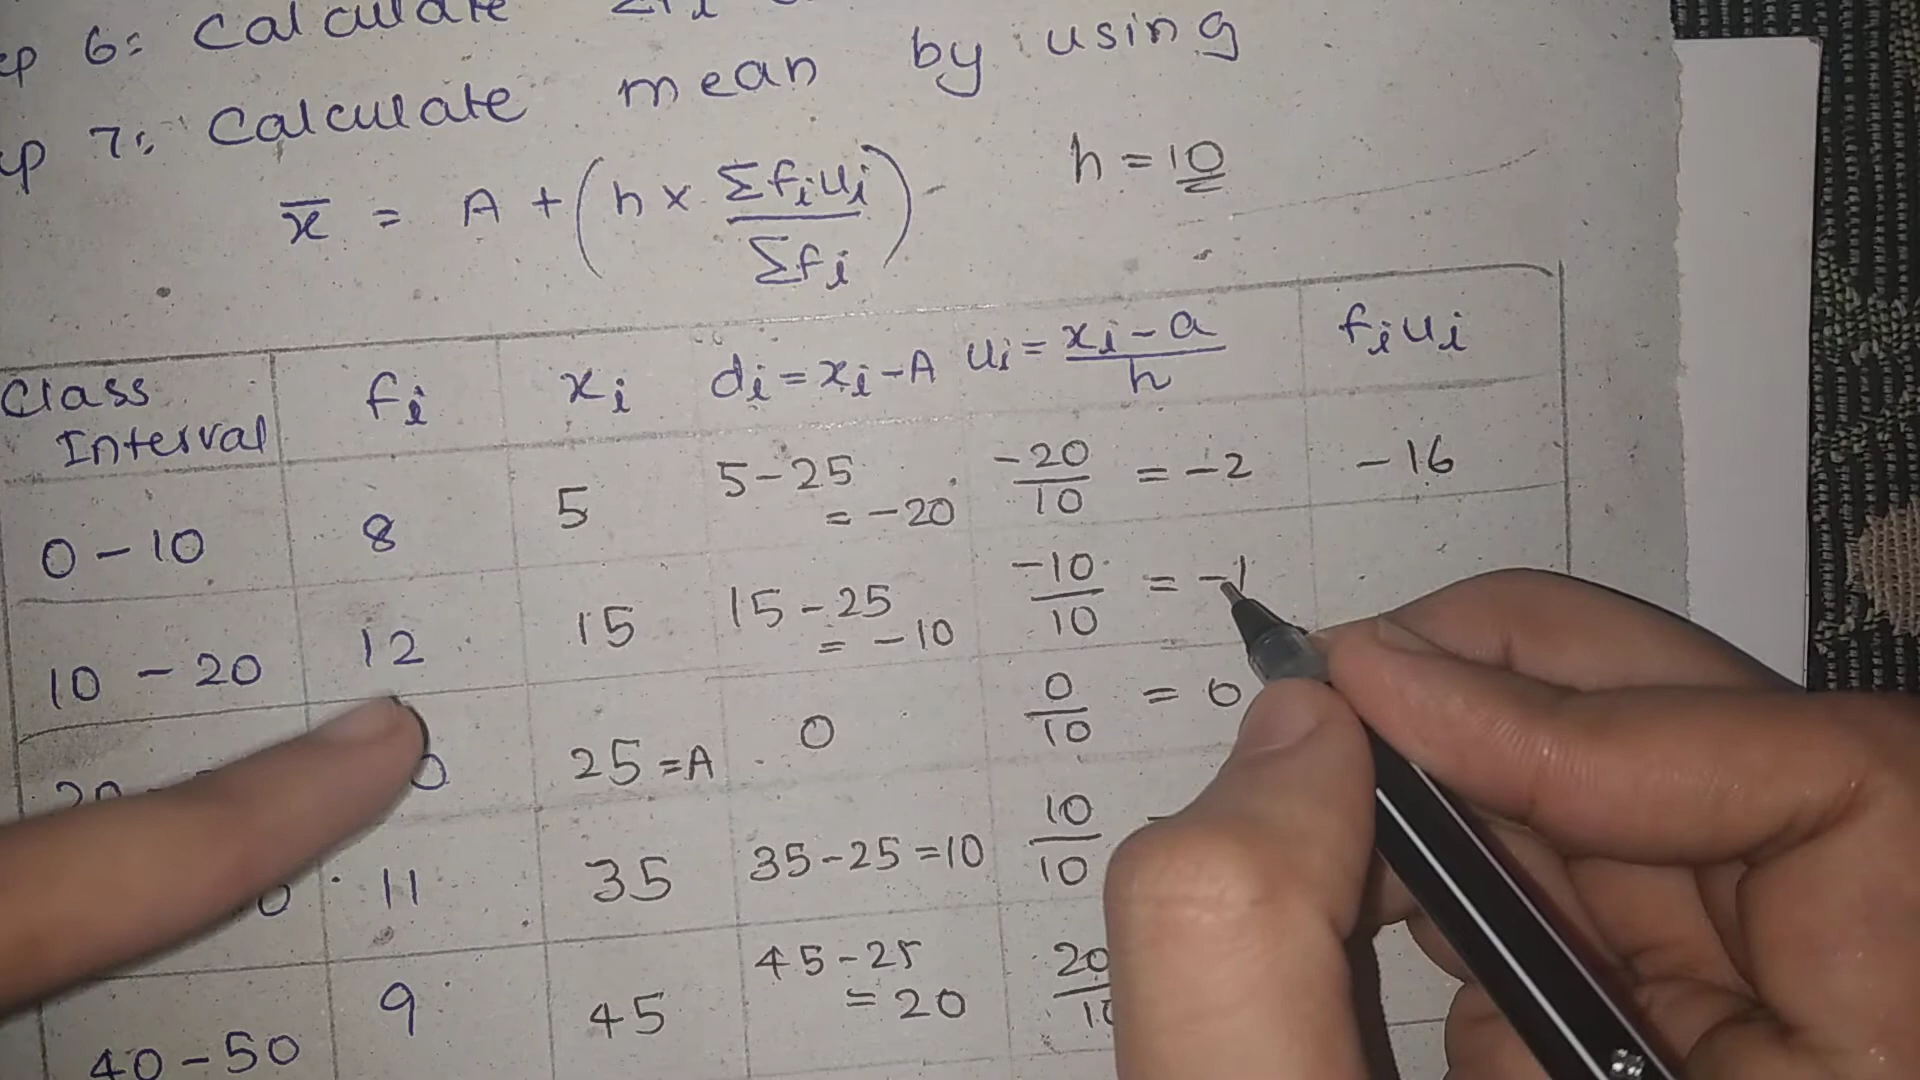 6: Calculate
7: Calculate mean by using
x̄ = A + (h × Σfiui / Σfi)
h = 10
Class Interval fi xi di = xi - A ui = xi - a / h fiui
0 - 10 8 5 5 - 25 = -20 -20/10 = -2 -16
10 - 20 12 15 15 - 25 = -10 -10/10 = -1
25 = A 0 0/10 = 0
11 35 35 - 25 = 10 10/10
40 - 50 9 45 45 - 25 = 20 20